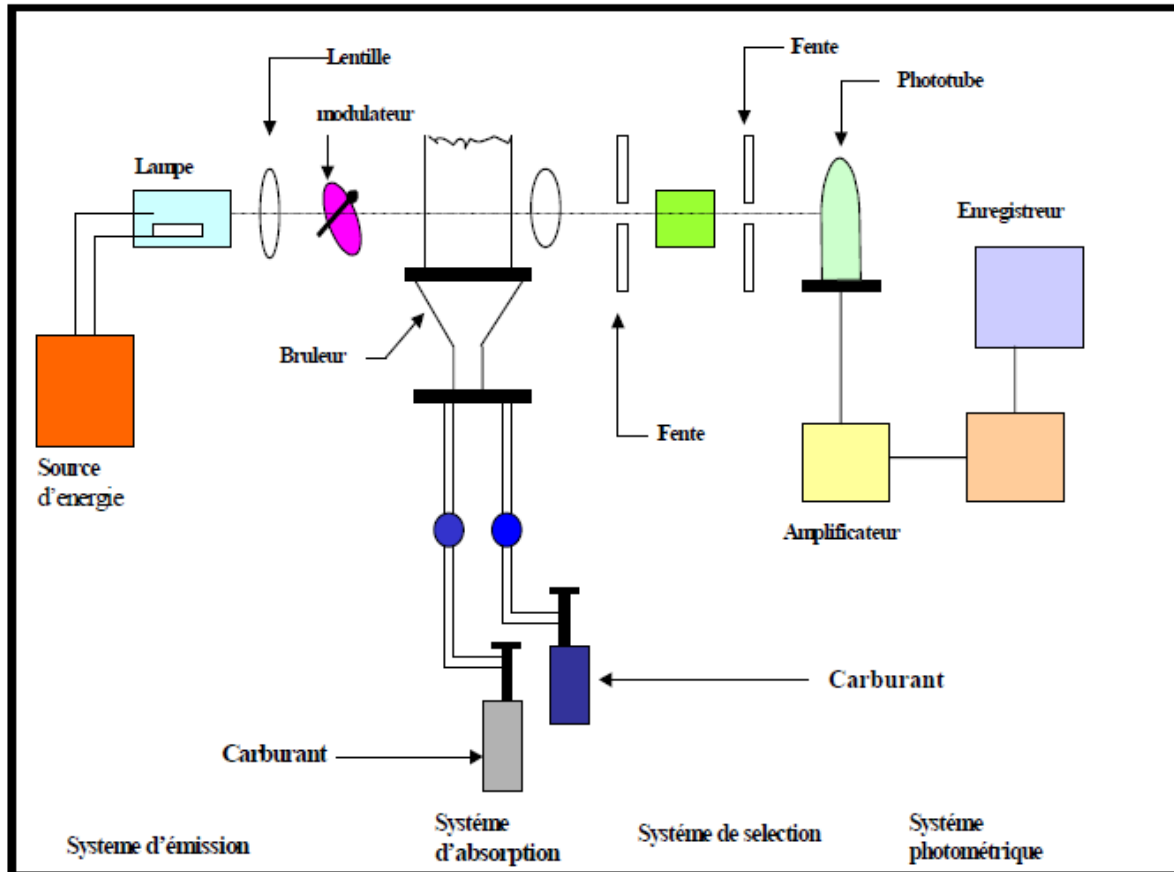 Fente
Lentille
Phototube
modulateur
Lampe
Enregistreur
Bruleur
Fente
Source
d'energie
Amplificateur
Carburant
Carburant
Systeme d'émission
Systéme
d'absorption
Systéme de selection
Systéme
photométrique